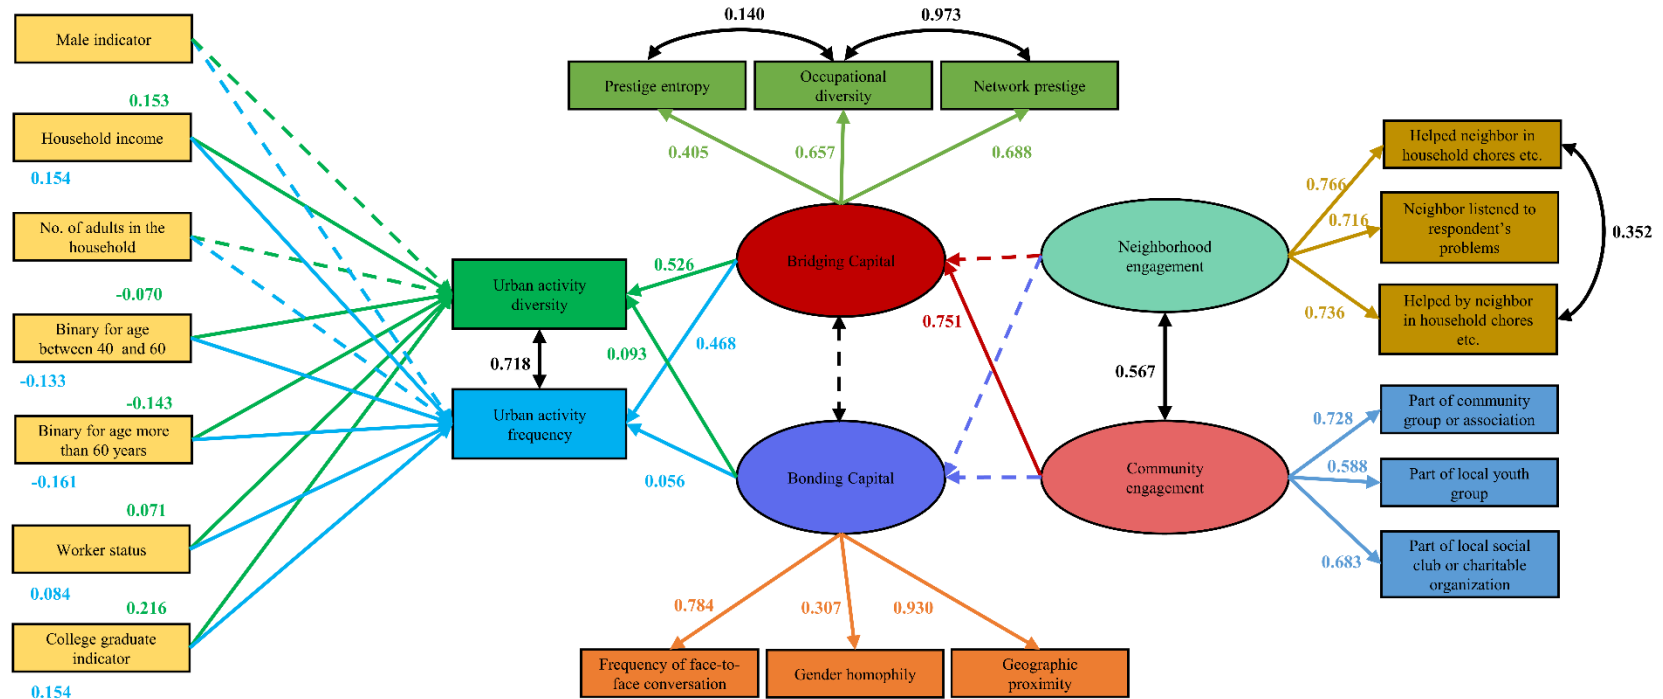 Male indicator
0.153
Household income
0.154
No. of adults in the
household
-0.070
Binary for age
between 40 and 60
-0.133
-0.143
Binary for age more
than 60 years
-0.161
0.071
Worker status
0.084
0.216
College graduate
indicator
0.154
Urban activity
diversity
0.718
Urban activity
frequency
0.140
0.973
Prestige entropy
Occupational
diversity
Network prestige
0.405
0.657
0.688
Bridging Capital
0.526
0.468
0.093
0.056
Bonding Capital
0.784
0.307
0.930
Frequency of face-to-
face conversation
Gender homophily
Geographic
proximity
Neighborhood
engagement
0.751
0.567
Community
engagement
0.766
0.716
0.736
Helped neighbor in
household chores etc.
Neighbor listened to
respondent's
problems
Helped by neighbor
in household chores
etc.
0.352
0.728
0.588
0.683
Part of community
group or association
Part of local youth
group
Part of local social
club or charitable
organization